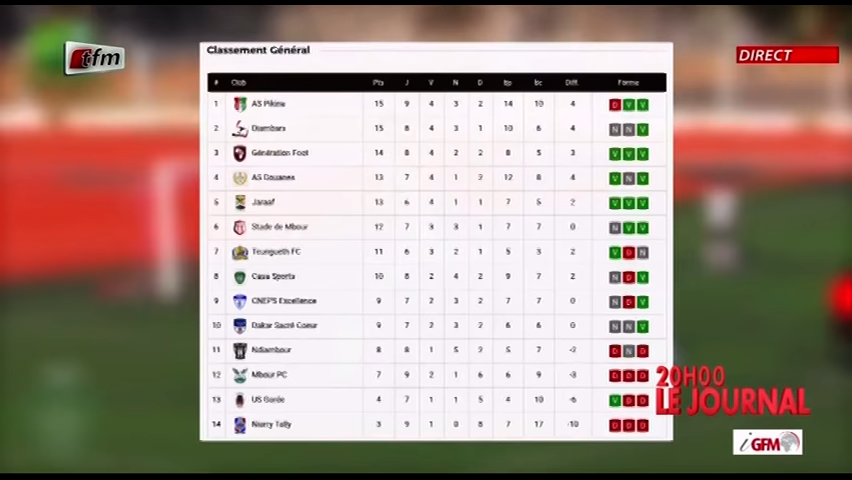 tfm
DIRECT
Classement Général
# Club Pts J V N D bp bc Diff. Forme
1 AS Pikine 15 9 4 3 2 14 10 4 D V V
2 Diambars 15 8 4 3 1 10 6 4 N N V
3 Génération Foot 14 8 4 2 2 8 5 3 V V V
4 AS Douanes 13 7 4 1 2 12 8 4 V N V
5 Jaraaf 13 6 4 1 1 7 5 2 V V V
6 Stade de Mbour 12 7 3 3 1 7 7 0 N V V
7 Teungueth FC 11 6 3 2 1 5 3 2 V D N
8 Casa Sports 10 8 2 4 2 9 7 2 N D V
9 CNEPS Excellence 9 7 2 3 2 7 7 0 N D V
10 Dakar Sacré Coeur 9 7 2 3 2 6 6 0 N N V
11 Ndiambour 8 8 1 5 2 5 7 -2 D N D
12 Mbour PC 7 9 2 1 6 6 9 -3 D D D
13 US Gorée 4 7 1 1 5 4 10 -6 V D D
14 Niarry Tally 3 9 1 0 8 7 17 -10 D D D
20H00
LE JOURNAL
iGFM